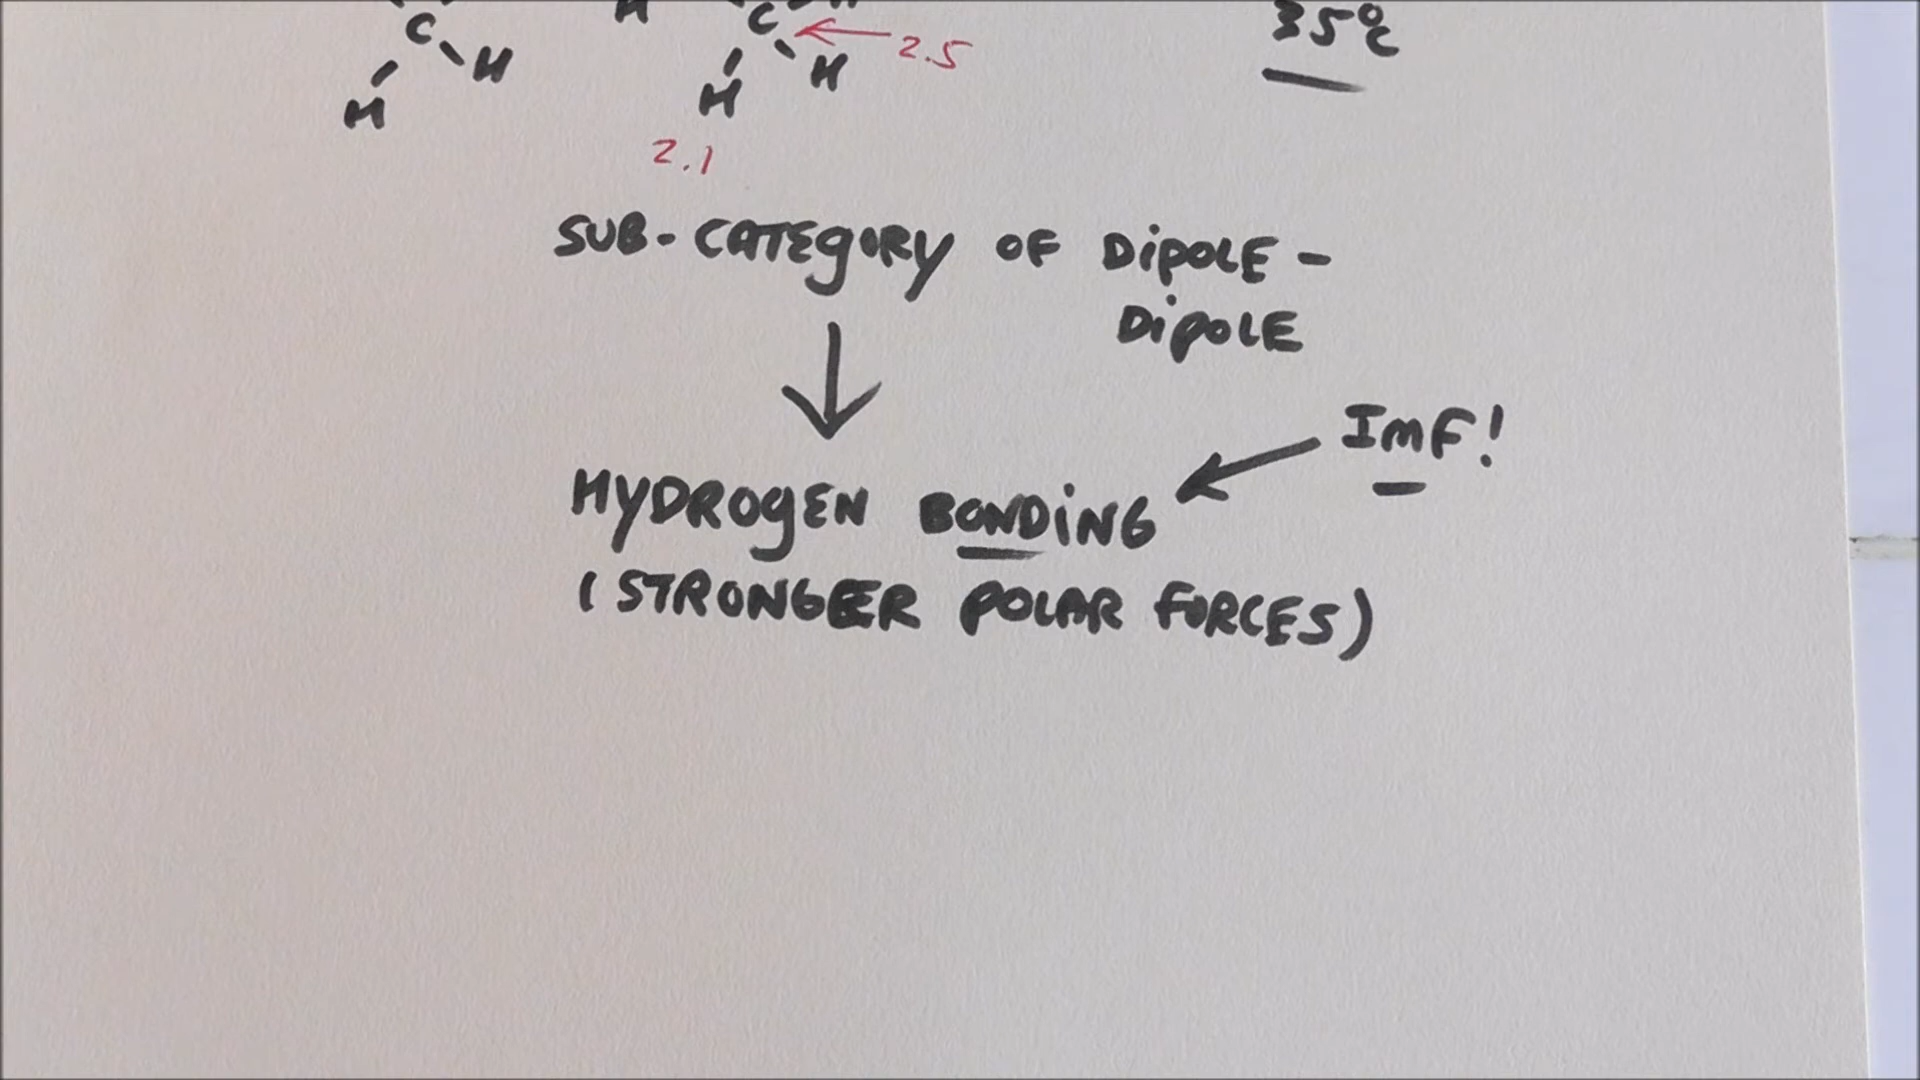 C
H
H
H
C
2.5
H
H
35°C
2.1
SUB-CATEGORY OF DIPOLE-
DIPOLE
IMF!
HYDROGEN BONDING
(STRONGER POLAR FORCES)